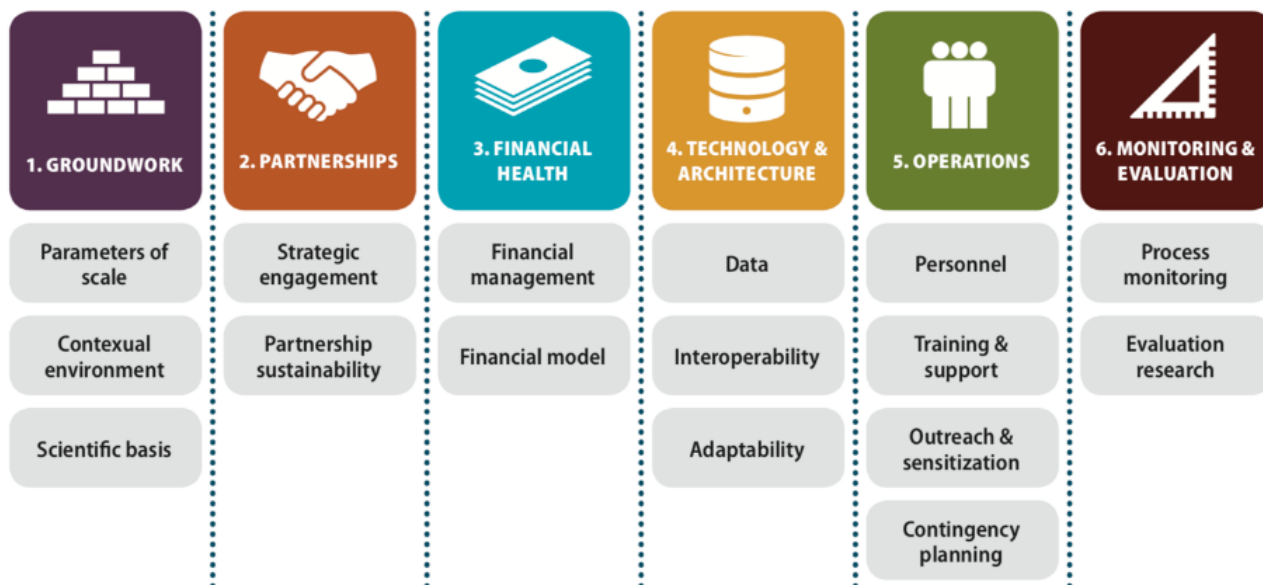 1. GROUNDWORK
2. PARTNERSHIPS
3. FINANCIAL
HEALTH
4. TECHNOLOGY &
ARCHITECTURE
5. OPERATIONS
6. MONITORING &
EVALUATION
Parameters of
scale
Strategic
engagement
Financial
management
Data
Personnel
Process
monitoring
Contexual
environment
Partnership
sustainability
Financial model
Interoperability
Training &
support
Evaluation
research
Scientific basis
Adaptability
Outreach &
sensitization
Contingency
planning